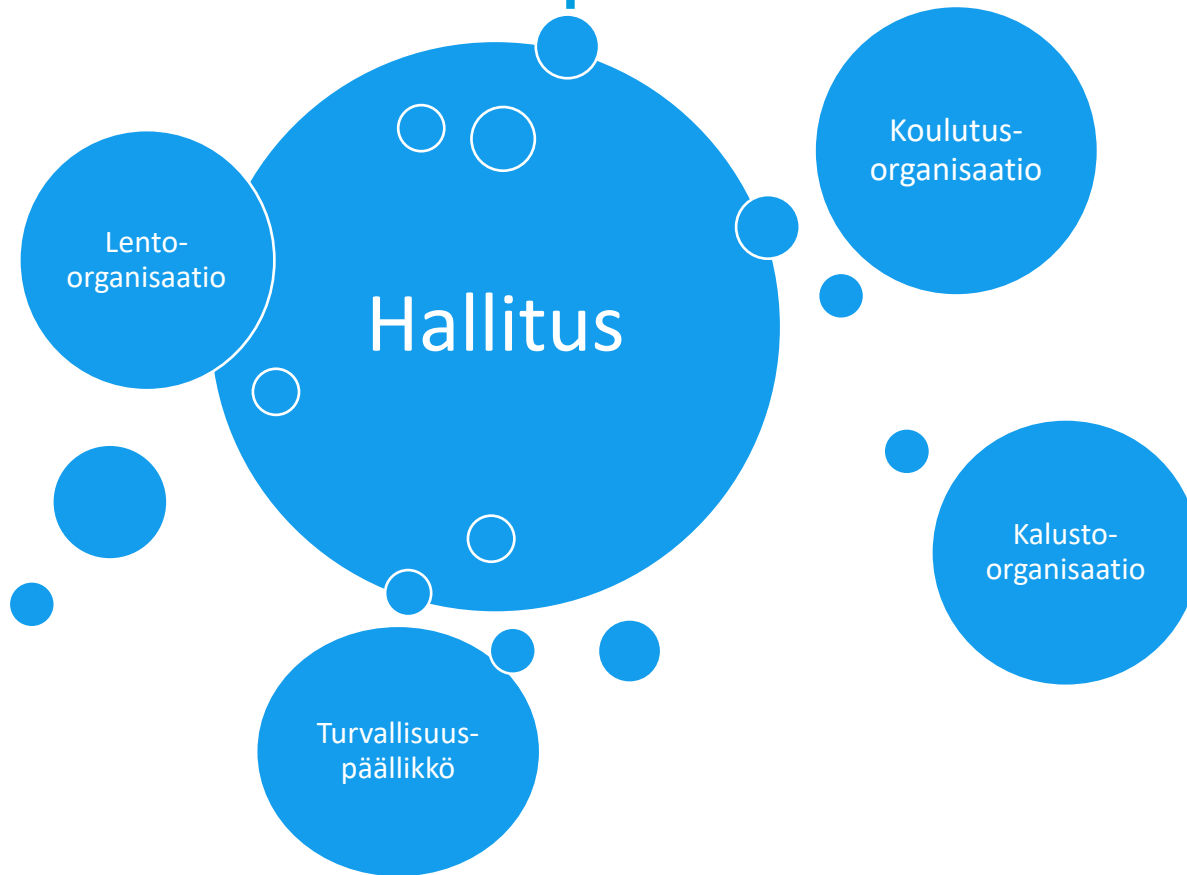 Koulutus-
organisaatio
Lento-
organisaatio
Hallitus
Kalusto-
organisaatio
Turvallisuus-
päällikkö